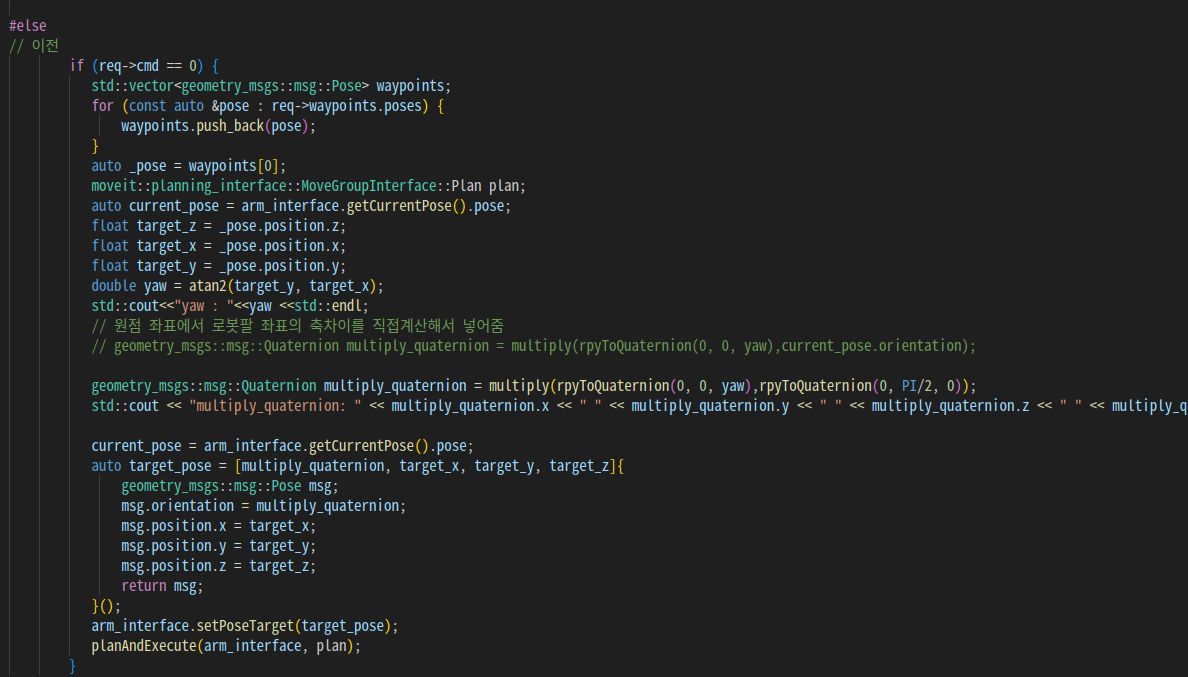 #else
// 이전
if (req->cmd == 0) {
std::vector<geometry_msgs::msg::Pose> waypoints;
for (const auto &pose : req->waypoints.poses) {
waypoints.push_back(pose);
}
auto _pose = waypoints[0];
moveit::planning_interface::MoveGroupInterface::Plan plan;
auto current_pose = arm_interface.getCurrentPose().pose;
float target_z = _pose.position.z;
float target_x = _pose.position.x;
float target_y = _pose.position.y;
double yaw = atan2(target_y, target_x);
std::cout<<"yaw : "<<yaw <<std::endl;
// 원점 좌표에서 로봇팔 좌표의 축차이를 직접계산해서 넣어줌
// geometry_msgs::msg::Quaternion multiply_quaternion = multiply(rpyToQuaternion(0, 0, yaw),current_pose.orientation);
geometry_msgs::msg::Quaternion multiply_quaternion = multiply(rpyToQuaternion(0, 0, yaw),rpyToQuaternion(0, PI/2, 0));
std::cout << "multiply_quaternion: " << multiply_quaternion.x << " " << multiply_quaternion.y << " " << multiply_quaternion.z << " " << multiply_q
current_pose = arm_interface.getCurrentPose().pose;
auto target_pose = [multiply_quaternion, target_x, target_y, target_z]{
geometry_msgs::msg::Pose msg;
msg.orientation = multiply_quaternion;
msg.position.x = target_x;
msg.position.y = target_y;
msg.position.z = target_z;
return msg;
}();
arm_interface.setPoseTarget(target_pose);
planAndExecute(arm_interface, plan);
}